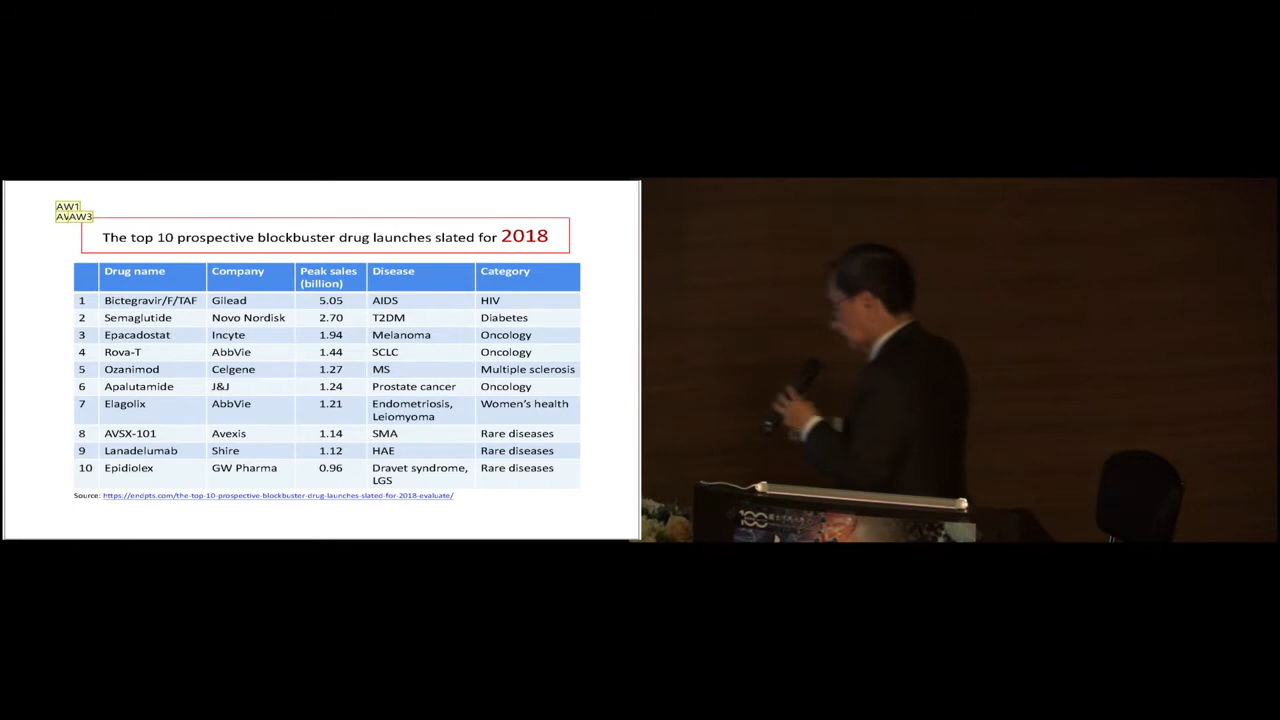 AW1
AW3
The top 10 prospective blockbuster drug launches slated for 2018
Drug name Company Peak sales (billion) Disease Category
1 Bictegravir/F/TAF Gilead 5.05 AIDS HIV
2 Semaglutide Novo Nordisk 2.70 T2DM Diabetes
3 Epacadostat Incyte 1.94 Melanoma Oncology
4 Rova-T AbbVie 1.44 SCLC Oncology
5 Ozanimod Celgene 1.27 MS Multiple sclerosis
6 Apalutamide J&J 1.24 Prostate cancer Oncology
7 Elagolix AbbVie 1.21 Endometriosis, Leiomyoma Women's health
8 AVSX-101 Avexis 1.14 SMA Rare diseases
9 Lanadelumab Shire 1.12 HAE Rare diseases
10 Epidiolex GW Pharma 0.96 Dravet syndrome, LGS Rare diseases
Source: https://endpts.com/the-top-10-prospective-blockbuster-drug-launches-slated-for-2018-evaluate/
100